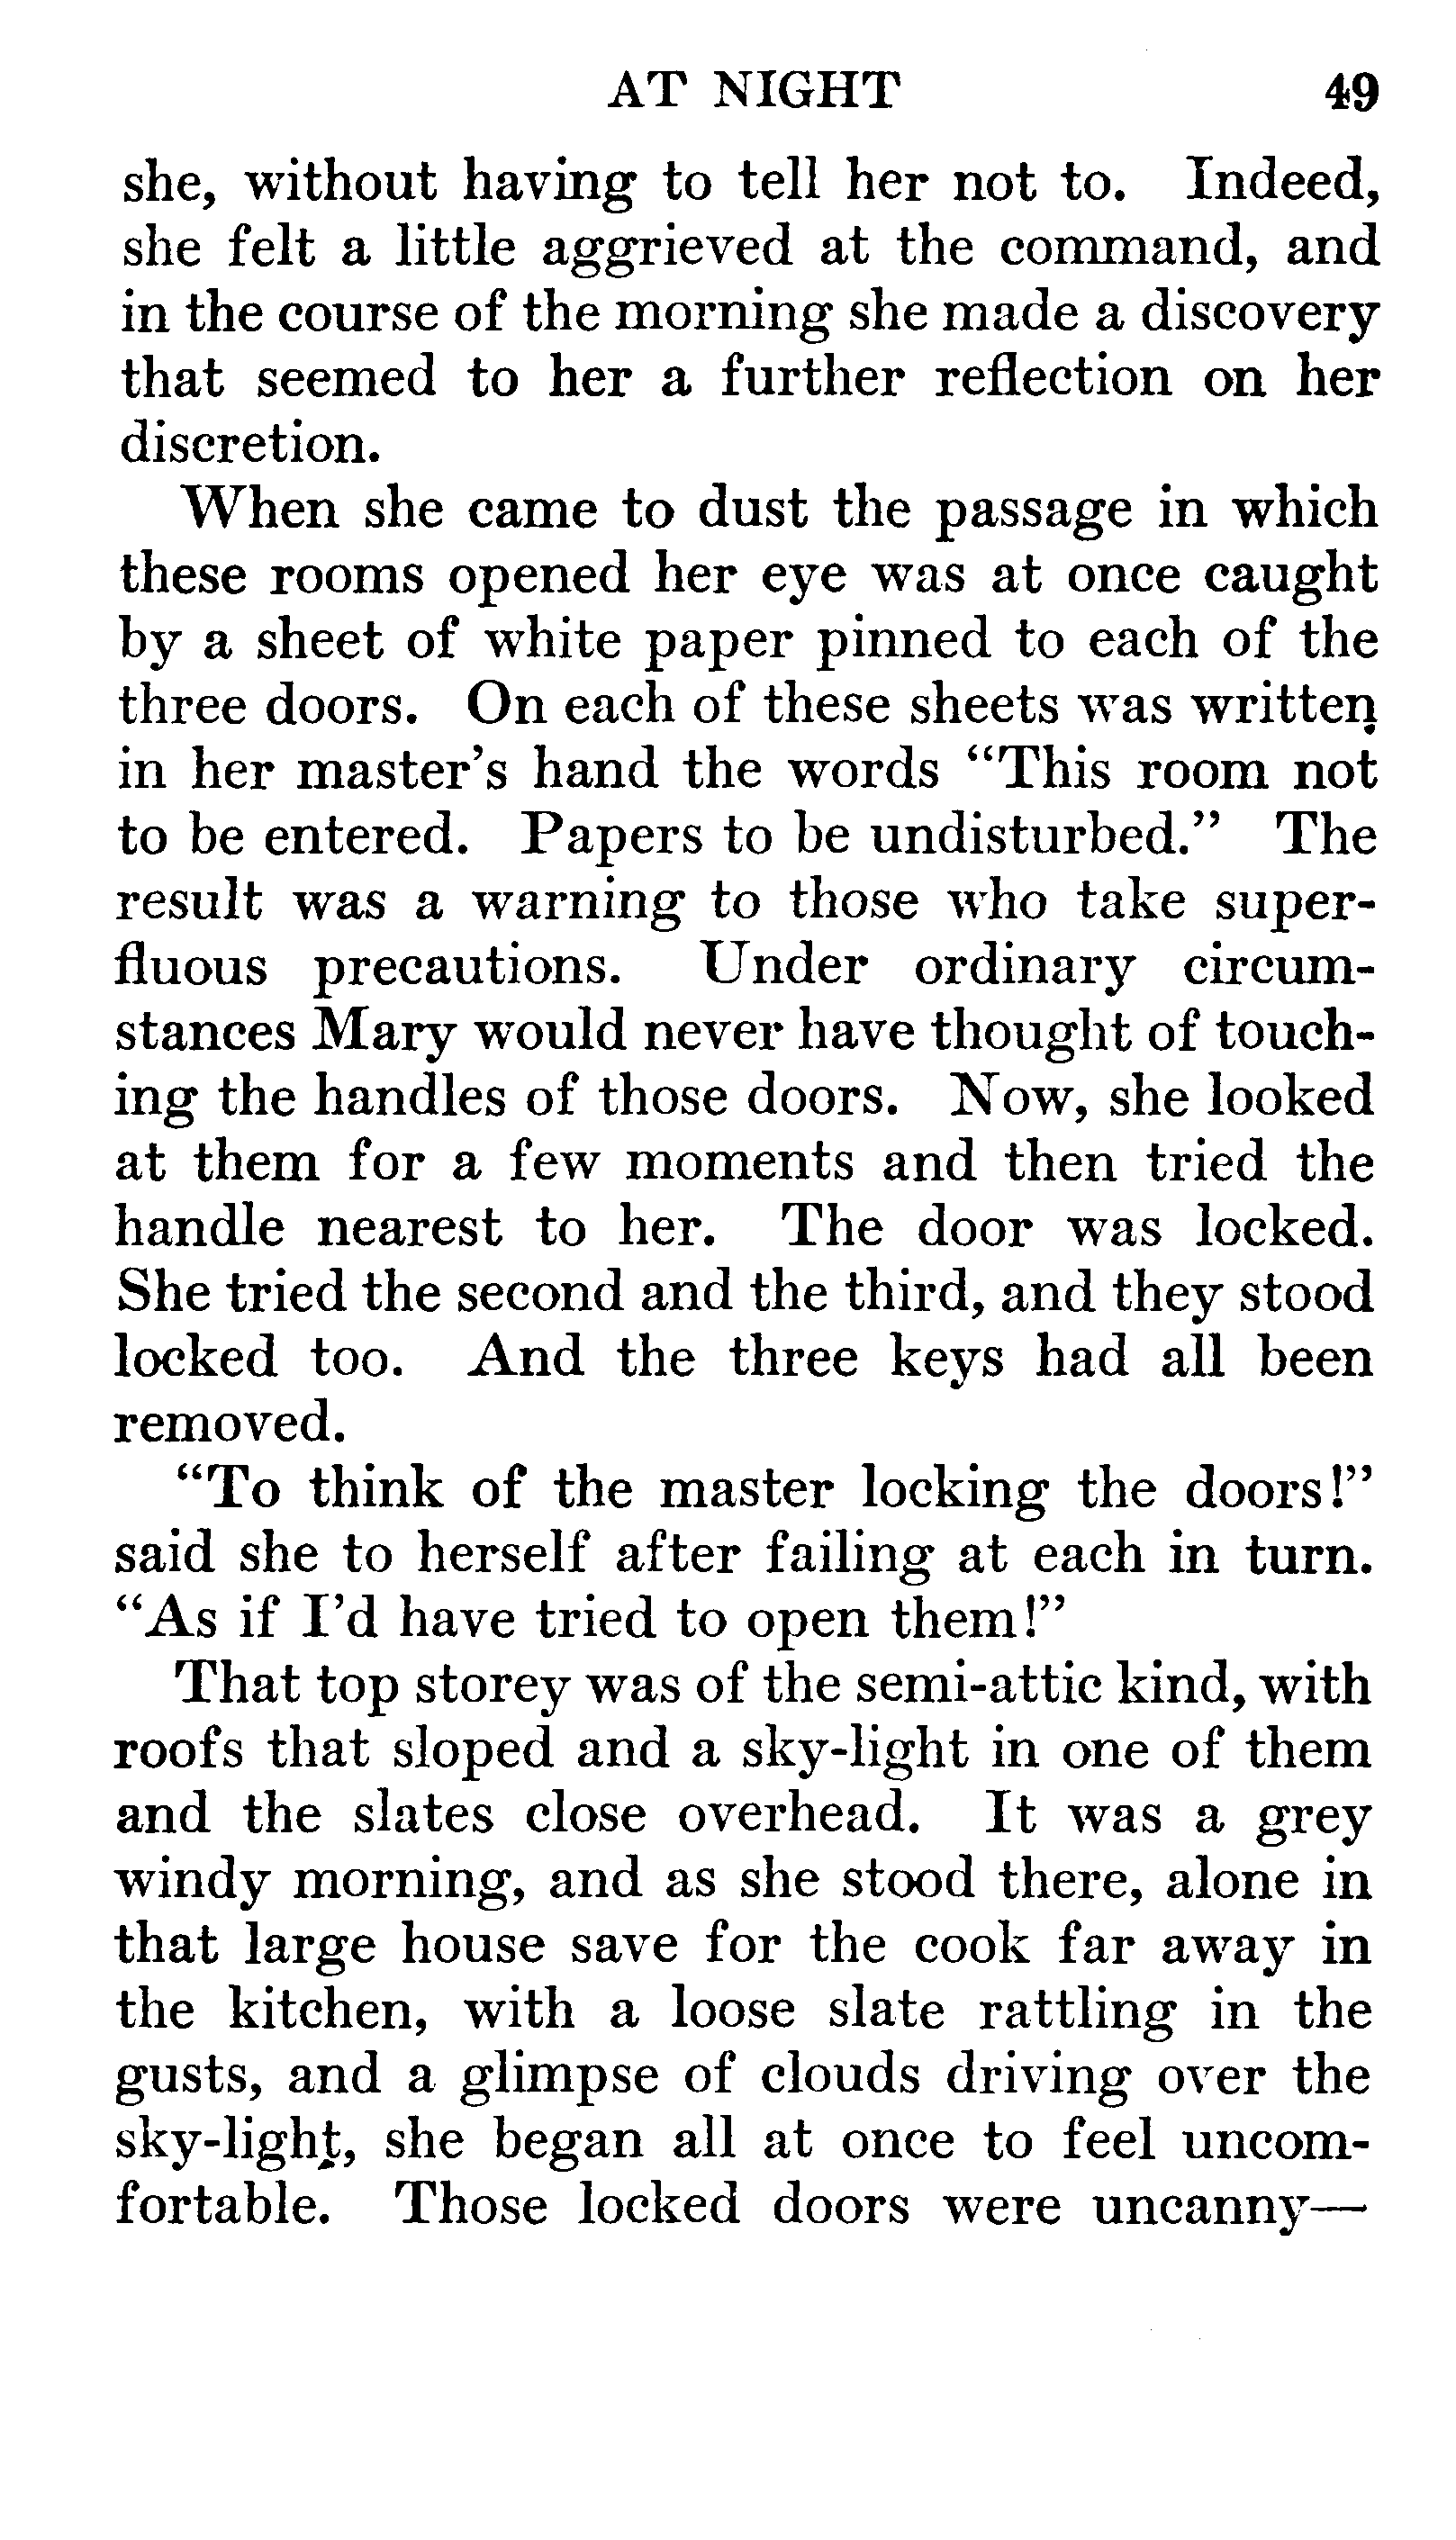 AT NIGHT 49
she, without having to tell her not to. Indeed,
she felt a little aggrieved at the command, and
in the course of the morning she made a discovery
that seemed to her a further reflection on her
discretion.
When she came to dust the passage in which
these rooms opened her eye was at once caught
by a sheet of white paper pinned to each of the
three doors. On each of these sheets was written
in her master's hand the words “This room not
to be entered. Papers to be undisturbed.” The
result was a warning to those who take super-
fluous precautions. Under ordinary circum-
stances Mary would never have thought of touch-
ing the handles of those doors. Now, she looked
at them for a few moments and then tried the
handle nearest to her. The door was locked.
She tried the second and the third, and they stood
locked too. And the three keys had all been
removed.
“To think of the master locking the doors!”
said she to herself after failing at each in turn.
“As if I'd have tried to open them!”
That top storey was of the semi-attic kind, with
roofs that sloped and a sky-light in one of them
and the slates close overhead. It was a grey
windy morning, and as she stood there, alone in
that large house save for the cook far away in
the kitchen, with a loose slate rattling in the
gusts, and a glimpse of clouds driving over the
sky-light, she began all at once to feel uncom-
fortable. Those locked doors were uncanny—